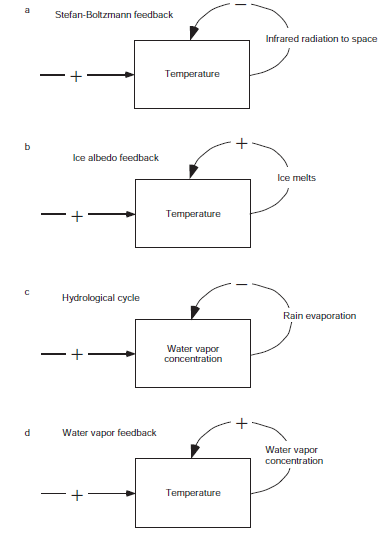 a
Stefan-Boltzmann feedback
−
Infrared radiation to space
Temperature
+
b
Ice albedo feedback
+
Ice melts
Temperature
+
c
Hydrological cycle
−
Rain evaporation
Water vapor
concentration
+
d
Water vapor feedback
+
Water vapor
concentration
Temperature
+